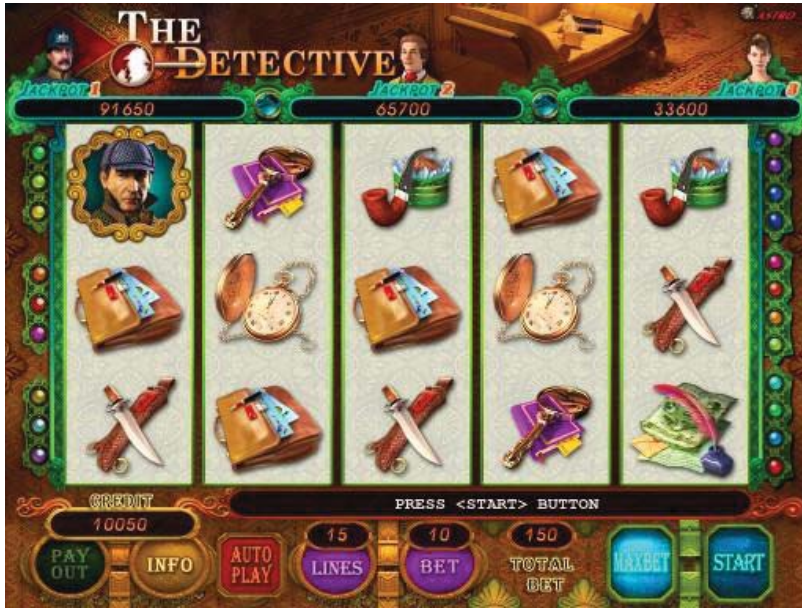 THE
DETECTIVE
ASTRO
JACKPOT 1
JACKPOT 2
JACKPOT 3
91650
65700
33600
PRESS <START> BUTTON
CREDIT
10050
15
10
150
PAY
OUT
INFO
AUTO
PLAY
LINES
BET
TOTAL
BET
MAXBET
START